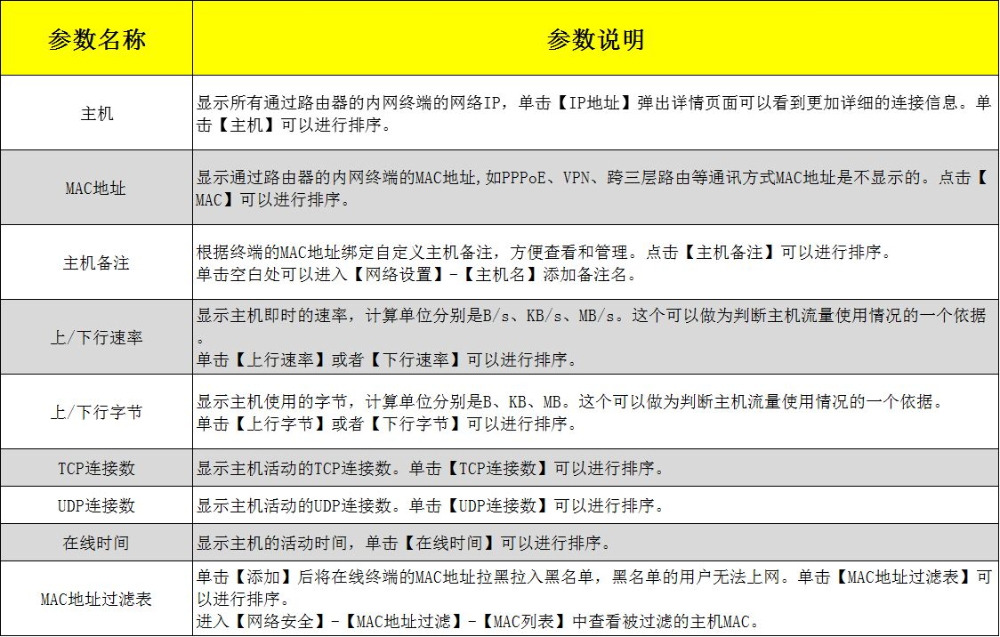 参数名称
参数说明
主机
显示所有通过路由器的内网终端的网络IP，单击【IP地址】弹出详情页面可以看到更加详细的连接信息。单
击【主机】可以进行排序。
MAC地址
显示通过路由器的内网终端的MAC地址,如PPPoE、VPN、跨三层路由等通讯方式MAC地址是不显示的。点击【
MAC】可以进行排序。
主机备注
根据终端的MAC地址绑定自定义主机备注，方便查看和管理。点击【主机备注】可以进行排序。
单击空白处可以进入【网络设置】-【主机名】添加备注名。
上/下行速率
显示主机即时的速率，计算单位分别是B/s、KB/s、MB/s。这个可以做为判断主机流量使用情况的一个依据
。
单击【上行速率】或者【下行速率】可以进行排序。
上/下行字节
显示主机使用的字节，计算单位分别是B、KB、MB。这个可以做为判断主机流量使用情况的一个依据。
单击【上行字节】或者【下行字节】可以进行排序。
TCP连接数
显示主机活动的TCP连接数。单击【TCP连接数】可以进行排序。
UDP连接数
显示主机活动的UDP连接数。单击【UDP连接数】可以进行排序。
在线时间
显示主机的活动时间，单击【在线时间】可以进行排序。
MAC地址过滤表
单击【添加】后将在线终端的MAC地址拉黑拉入黑名单，黑名单的用户无法上网。单击【MAC地址过滤表】可
以进行排序。
进入【网络安全】-【MAC地址过滤】-【MAC列表】中查看被过滤的主机MAC。